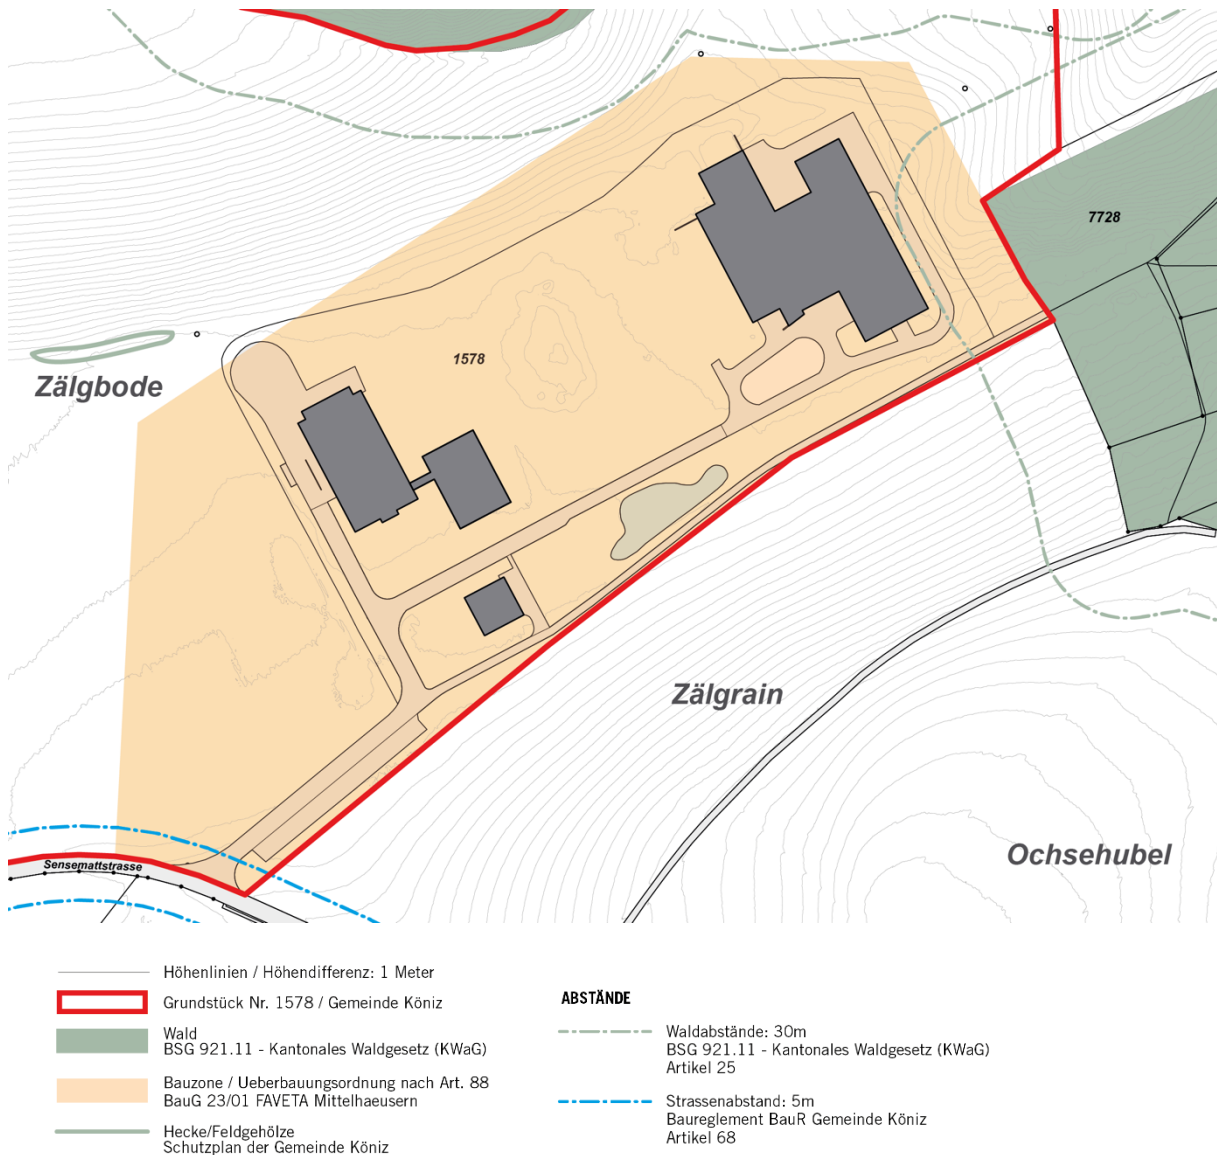 7728
1578
Zälgbode
Zälgrain
Ochsehubel
Sensemattstrasse
Höhenlinien / Höhendifferenz: 1 Meter
Grundstück Nr. 1578 / Gemeinde Köniz
Wald
BSG 921.11 - Kantonales Waldgesetz (KWaG)
Bauzone / Ueberbauungsordnung nach Art. 88
BauG 23/01 FAVETA Mittelhaeusern
Hecke/Feldgehölze
Schutzplan der Gemeinde Köniz
ABSTÄNDE
Waldabstände: 30m
BSG 921.11 - Kantonales Waldgesetz (KWaG)
Artikel 25
Strassenabstand: 5m
Baureglement BauR Gemeinde Köniz
Artikel 68